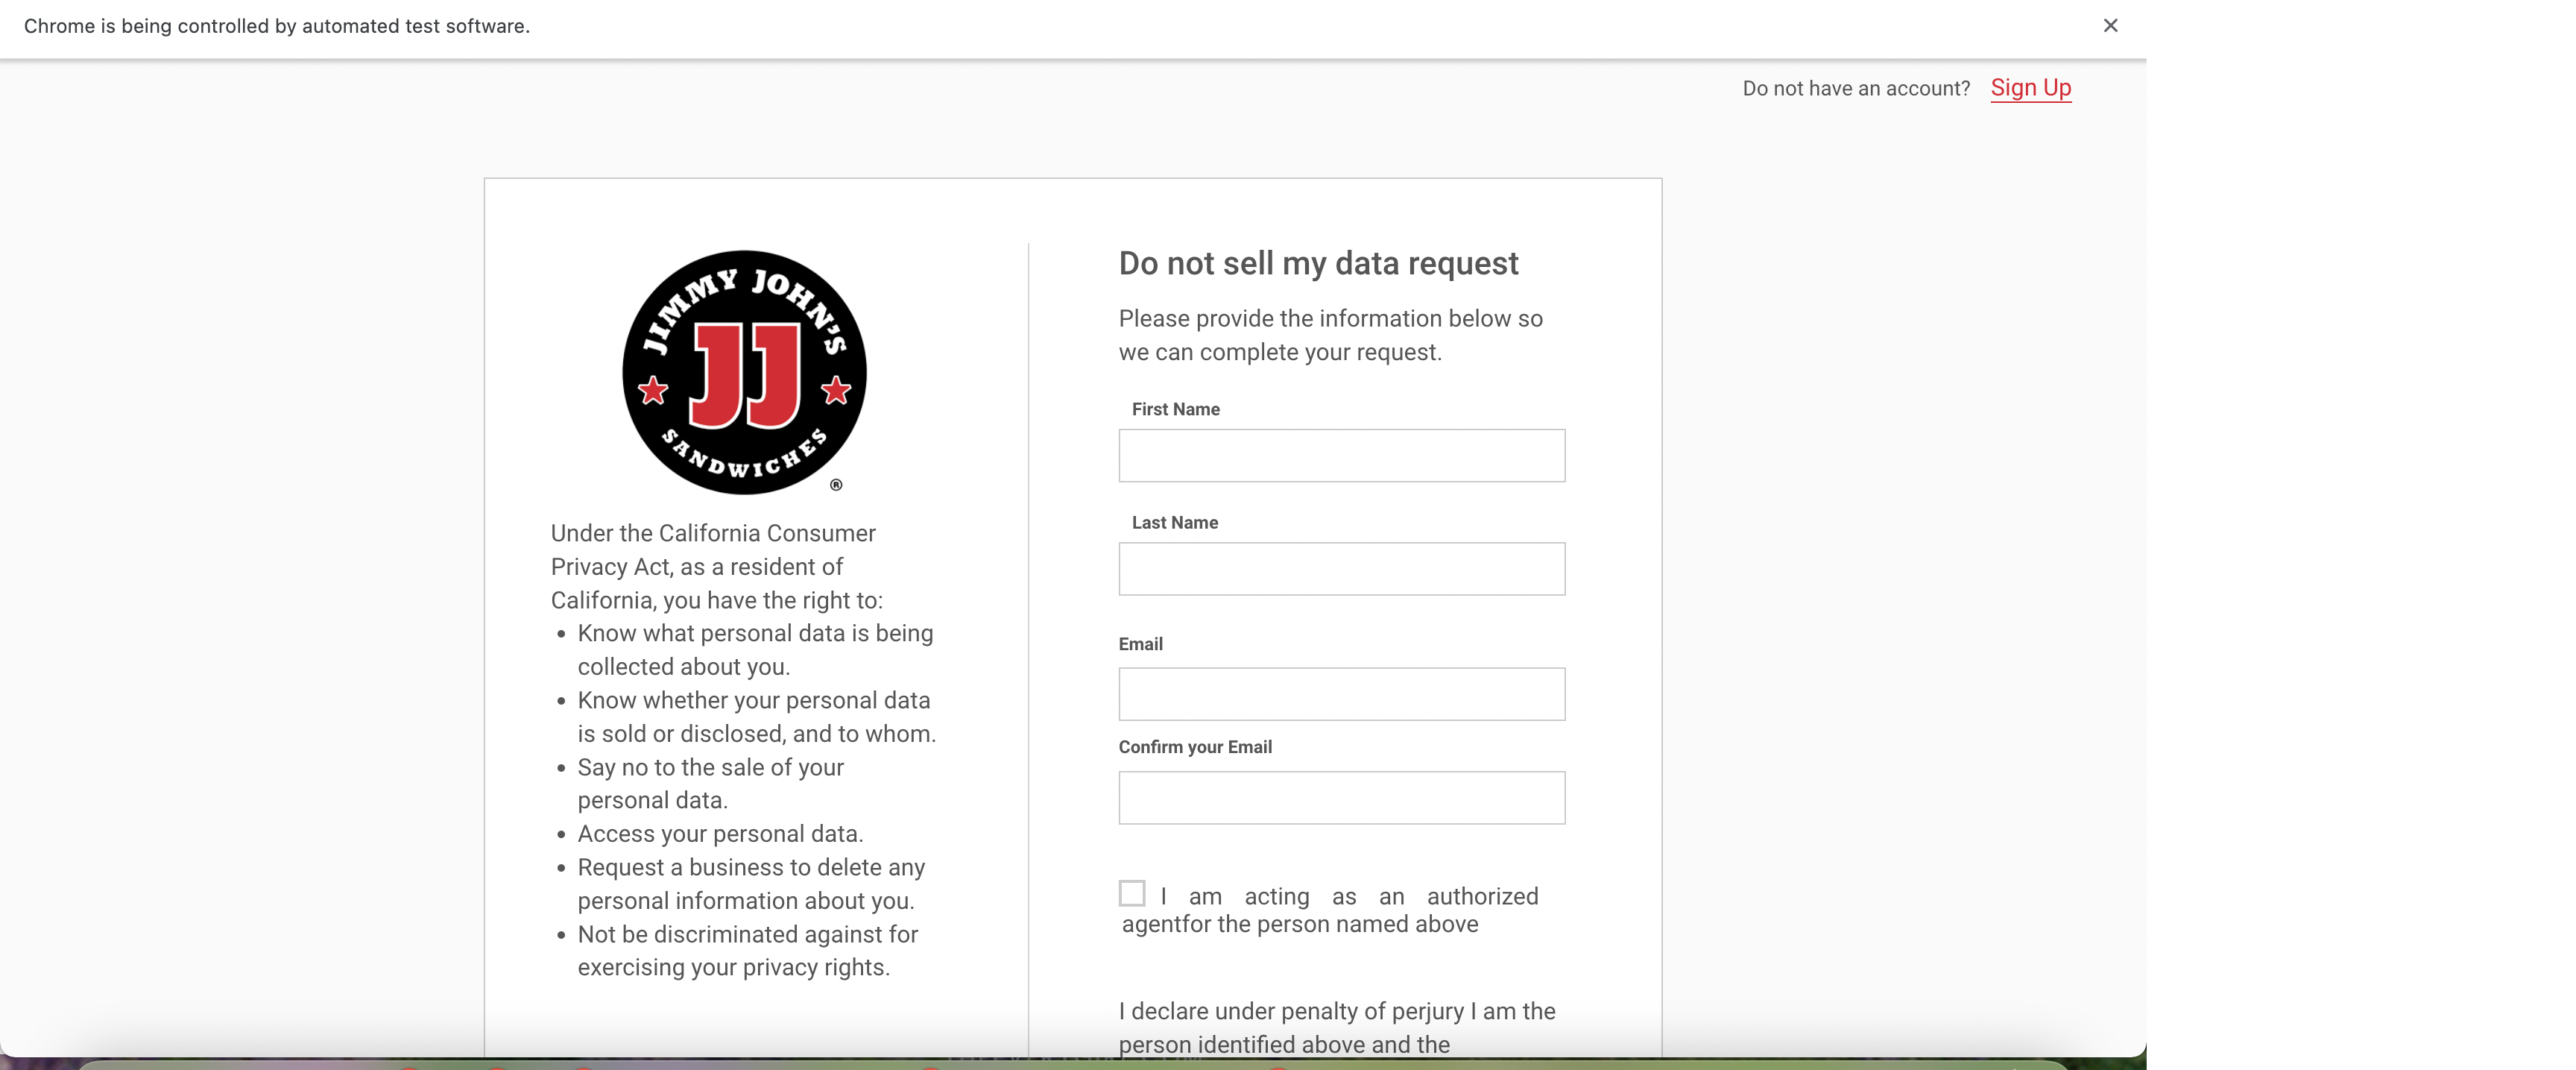 Chrome is being controlled by automated test software.
Do not have an account? Sign Up
JIMMY JOHN'S
JJ
SANDWICHES
®
Under the California Consumer
Privacy Act, as a resident of
California, you have the right to:
• Know what personal data is being
collected about you.
• Know whether your personal data
is sold or disclosed, and to whom.
• Say no to the sale of your
personal data.
• Access your personal data.
• Request a business to delete any
personal information about you.
• Not be discriminated against for
exercising your privacy rights.
Do not sell my data request
Please provide the information below so
we can complete your request.
First Name
Last Name
Email
Confirm your Email
I am acting as an authorized
agentfor the person named above
I declare under penalty of perjury I am the
person identified above and the